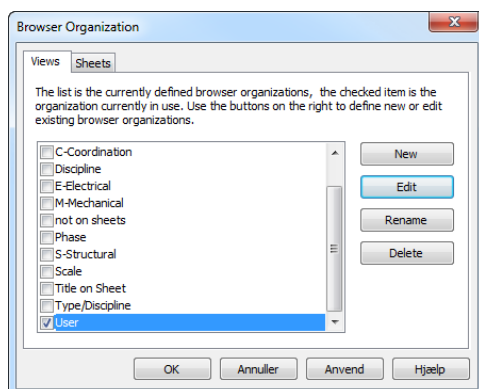 Browser Organization
Views Sheets
The list is the currently defined browser organizations, the checked item is the
organization currently in use. Use the buttons on the right to define new or edit
existing browser organizations.
C-Coordination
Discipline
E-Electrical
M-Mechanical
not on sheets
Phase
S-Structural
Scale
Title on Sheet
Type/Discipline
User
New
Edit
Rename
Delete
OK Annuller Anvend Hjælp